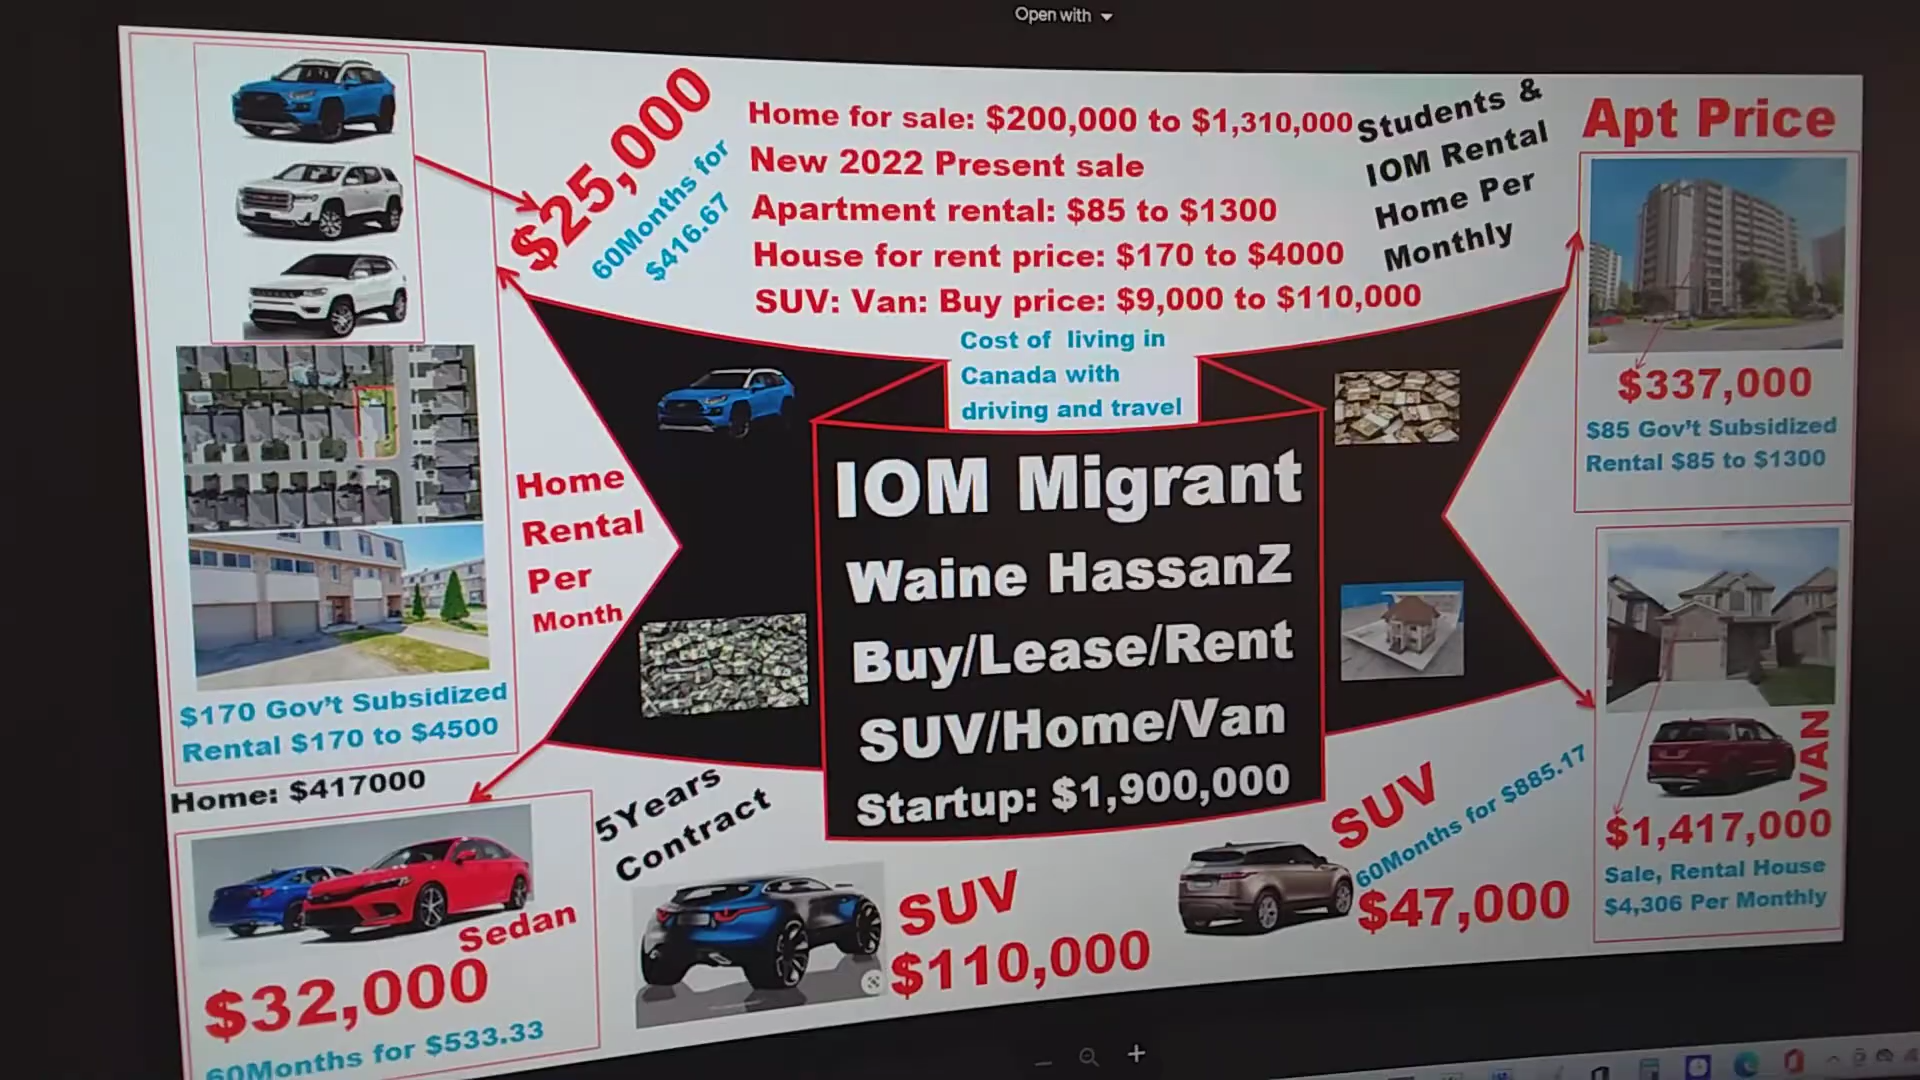 Open with
$25,000
60Months for
$416.67
Home for sale: $200,000 to $1,310,000
New 2022 Present sale
Apartment rental: $85 to $1300
House for rent price: $170 to $4000
SUV: Van: Buy price: $9,000 to $110,000
Students &
IOM Rental
Home Per
Monthly
Apt Price
$337,000
$85 Gov't Subsidized
Rental $85 to $1300
Cost of living in
Canada with
driving and travel
IOM Migrant
Waine HassanZ
Buy/Lease/Rent
SUV/Home/Van
Startup: $1,900,000
Home
Rental
Per
Month
$170 Gov't Subsidized
Rental $170 to $4500
Home: $417000
5Years
Contract
Sedan
$32,000
60Months for $533.33
SUV
$110,000
SUV
60Months for $885.17
$47,000
VAN
$1,417,000
Sale, Rental House
$4,306 Per Monthly